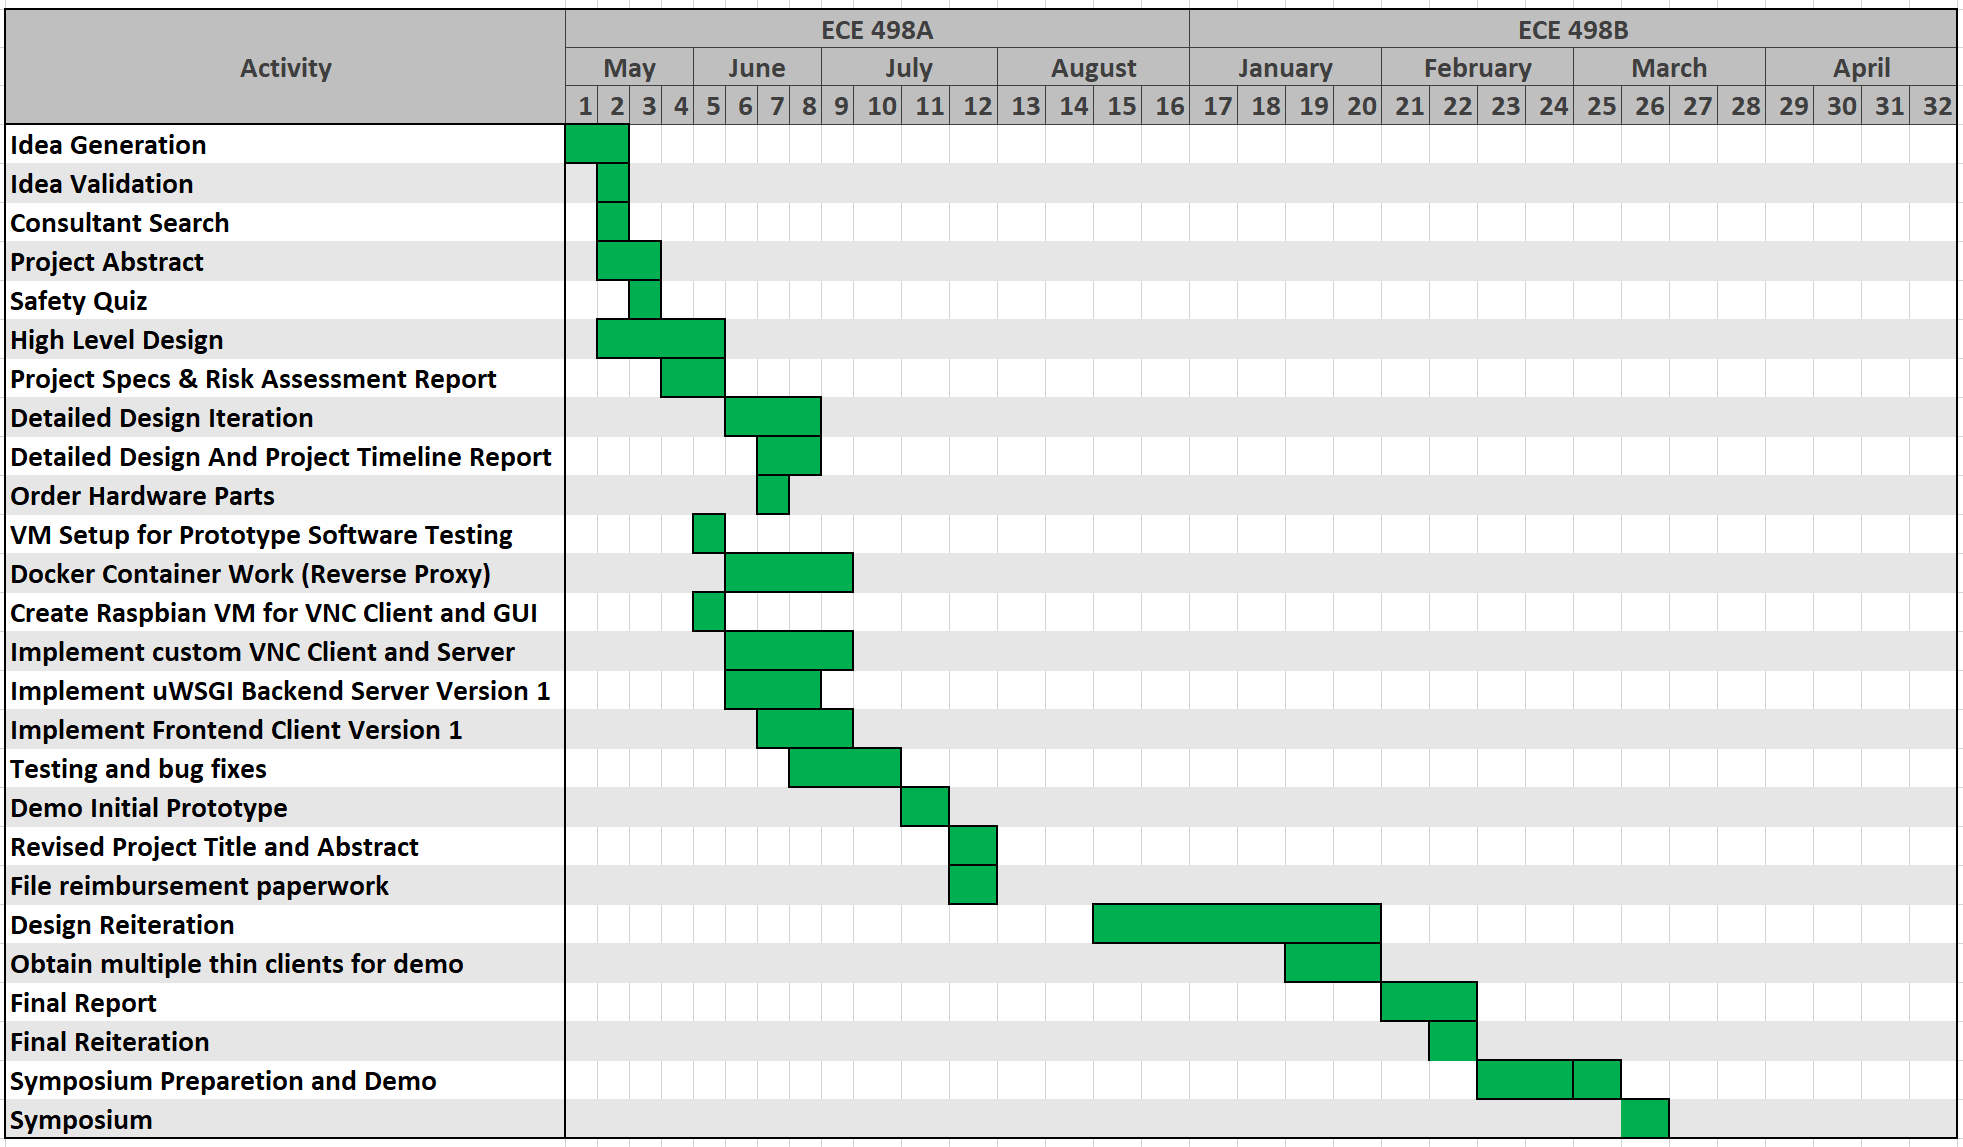 ECE 498A ECE 498B
Activity May June July August January February March April
1 2 3 4 5 6 7 8 9 10 11 12 13 14 15 16 17 18 19 20 21 22 23 24 25 26 27 28 29 30 31 32
Idea Generation
Idea Validation
Consultant Search
Project Abstract
Safety Quiz
High Level Design
Project Specs & Risk Assessment Report
Detailed Design Iteration
Detailed Design And Project Timeline Report
Order Hardware Parts
VM Setup for Prototype Software Testing
Docker Container Work (Reverse Proxy)
Create Raspbian VM for VNC Client and GUI
Implement custom VNC Client and Server
Implement uWSGI Backend Server Version 1
Implement Frontend Client Version 1
Testing and bug fixes
Demo Initial Prototype
Revised Project Title and Abstract
File reimbursement paperwork
Design Reiteration
Obtain multiple thin clients for demo
Final Report
Final Reiteration
Symposium Preparetion and Demo
Symposium